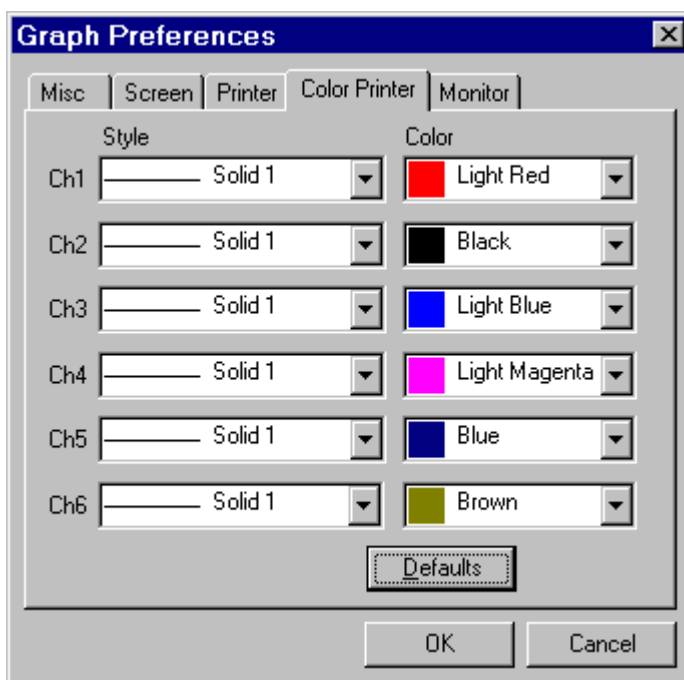 Graph Preferences
Misc Screen Printer Color Printer Monitor
Style Color
Ch1 Solid 1 Light Red
Ch2 Solid 1 Black
Ch3 Solid 1 Light Blue
Ch4 Solid 1 Light Magenta
Ch5 Solid 1 Blue
Ch6 Solid 1 Brown
Defaults
OK Cancel